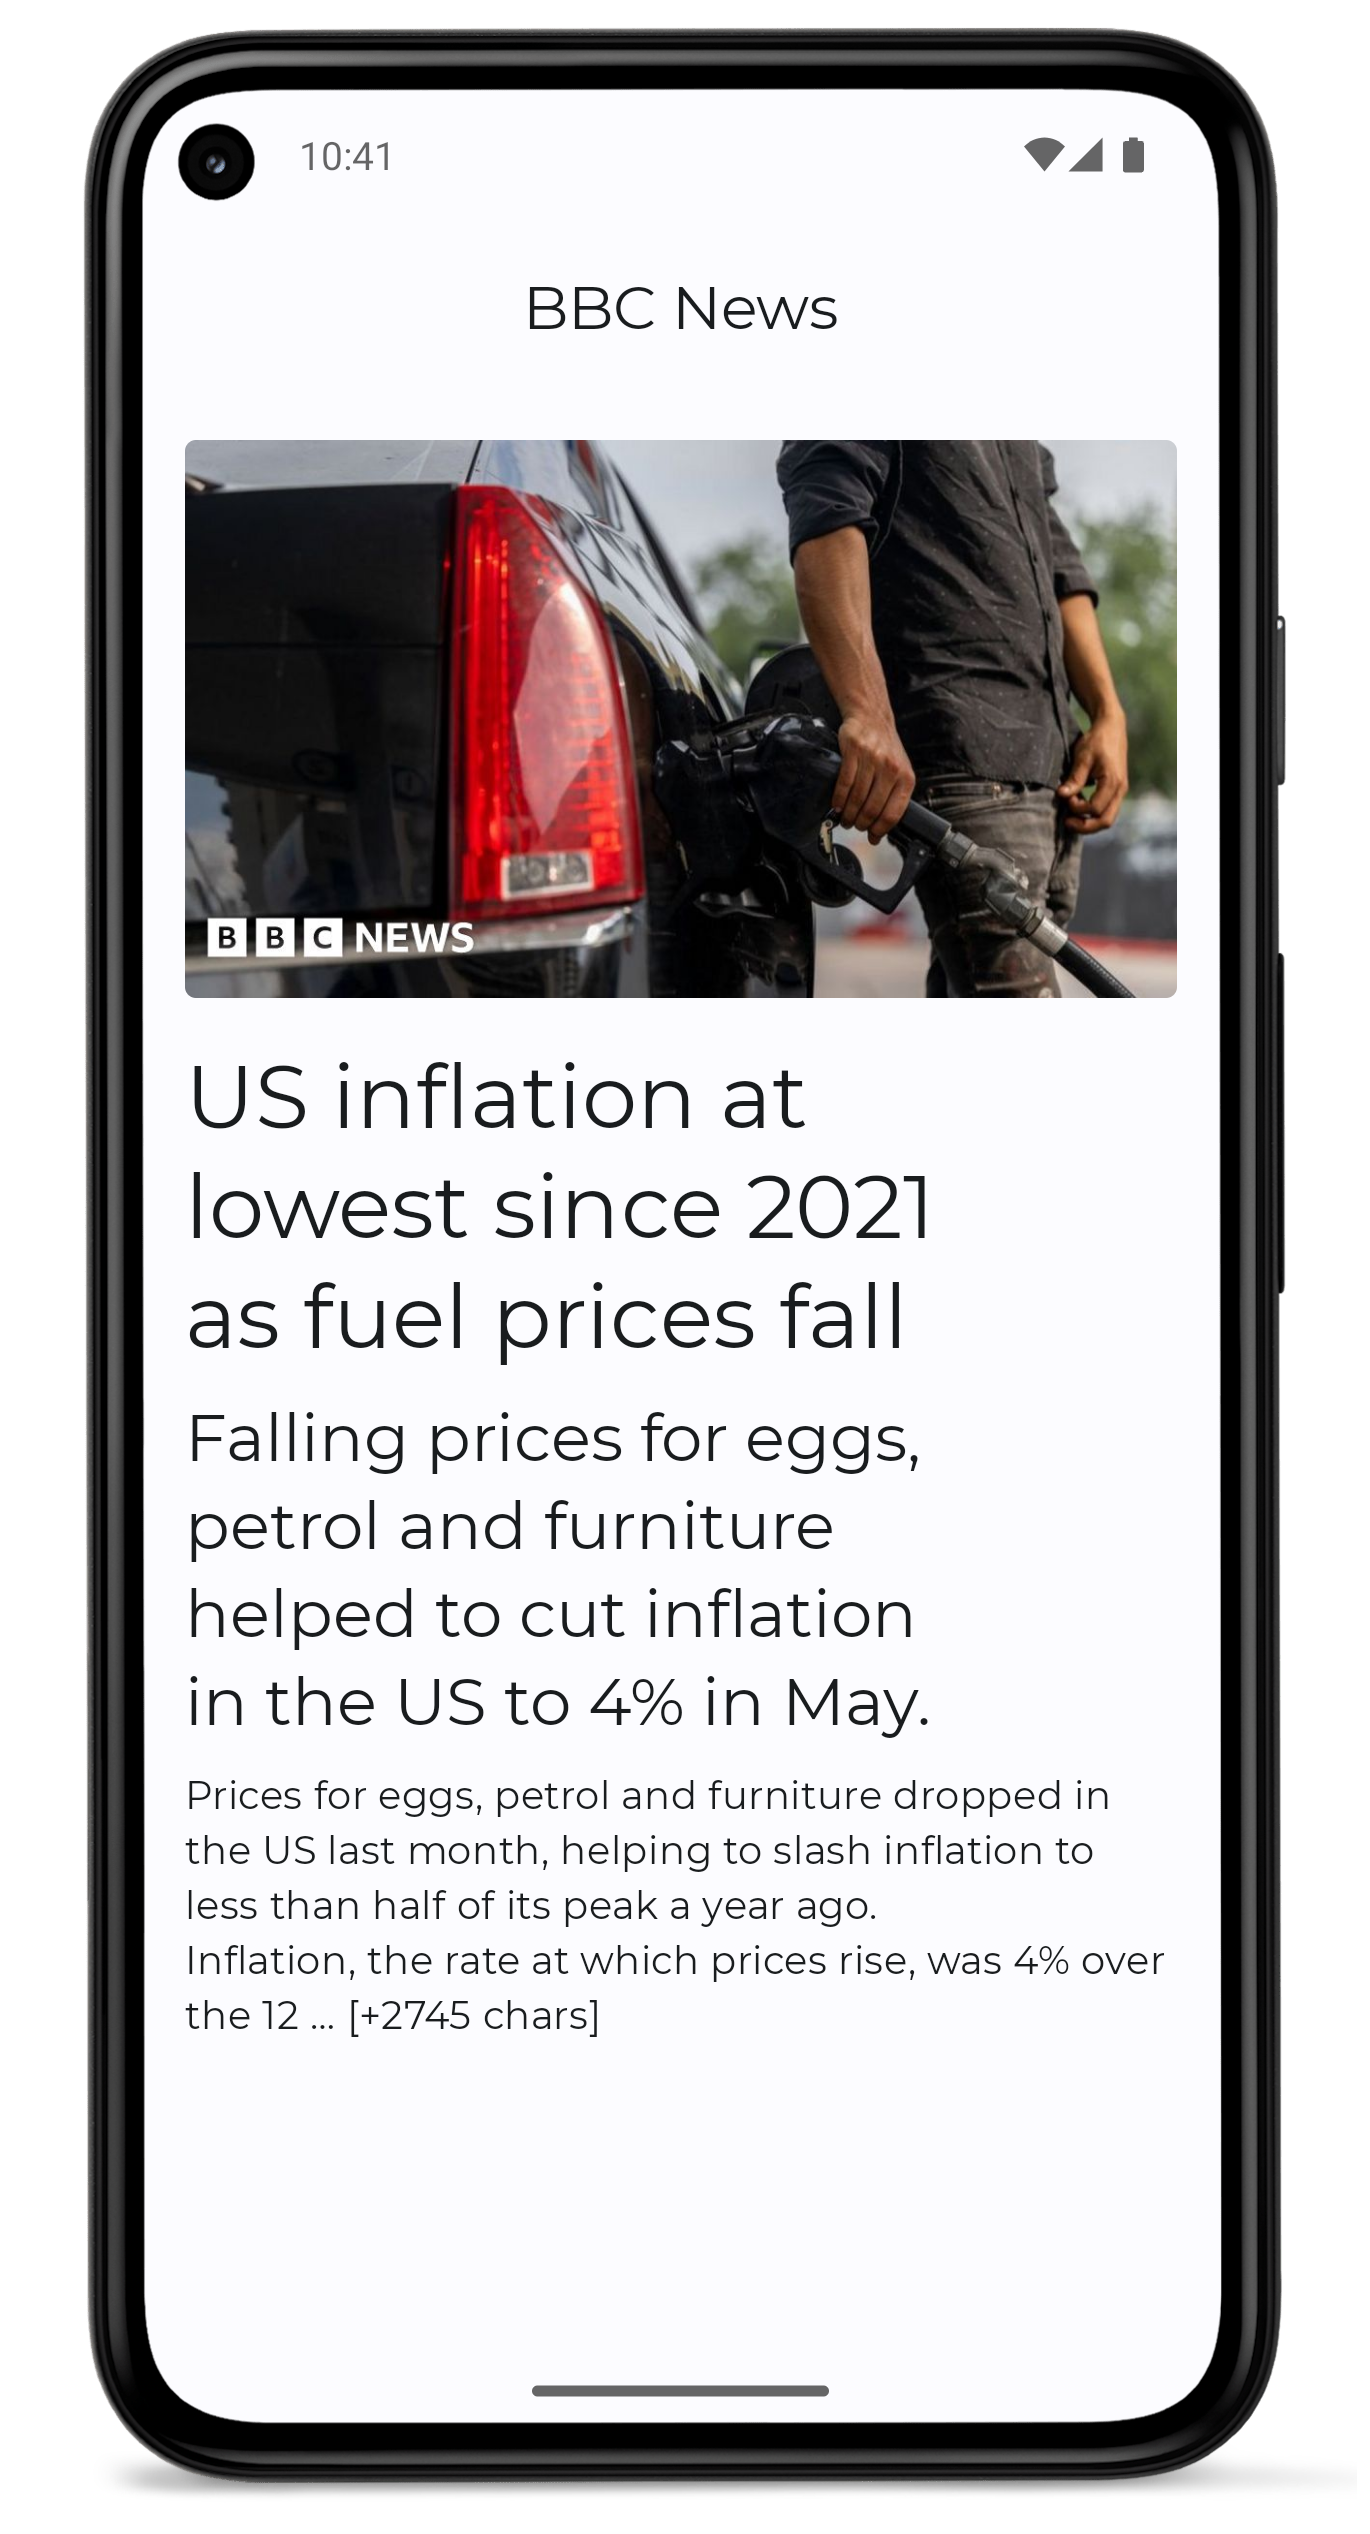 10:41
BBC News
BBC NEWS
US inflation at
lowest since 2021
as fuel prices fall
Falling prices for eggs,
petrol and furniture
helped to cut inflation
in the US to 4% in May.
Prices for eggs, petrol and furniture dropped in
the US last month, helping to slash inflation to
less than half of its peak a year ago.
Inflation, the rate at which prices rise, was 4% over
the 12 … [+2745 chars]